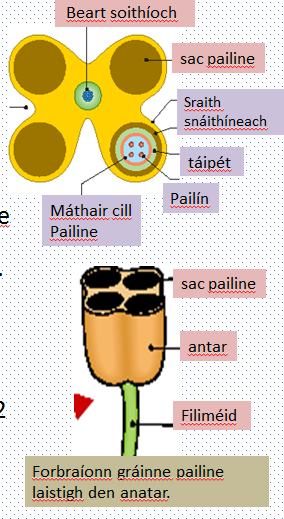 Beart soithíoch
sac pailine
Sraith
snáithíneach
táipét
Pailín
Máthair cill
Pailine
e
sac pailine
antar
2
Filiméid
Forbraíonn gráinne pailine
laistigh den anatar.